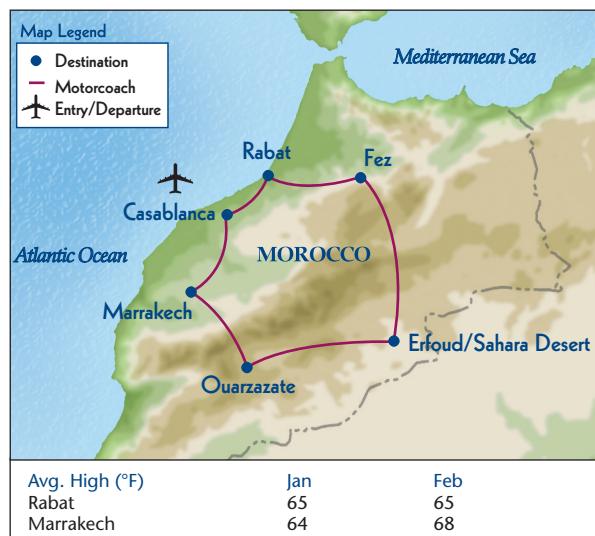 Map Legend
Destination
Motorcoach
Entry/Departure
Mediterranean Sea
Rabat
Fez
Casablanca
Atlantic Ocean
MOROCCO
Marrakech
Erfoud/Sahara Desert
Ouarzazate
Avg. High (°F) Jan Feb
Rabat 65 65
Marrakech 64 68